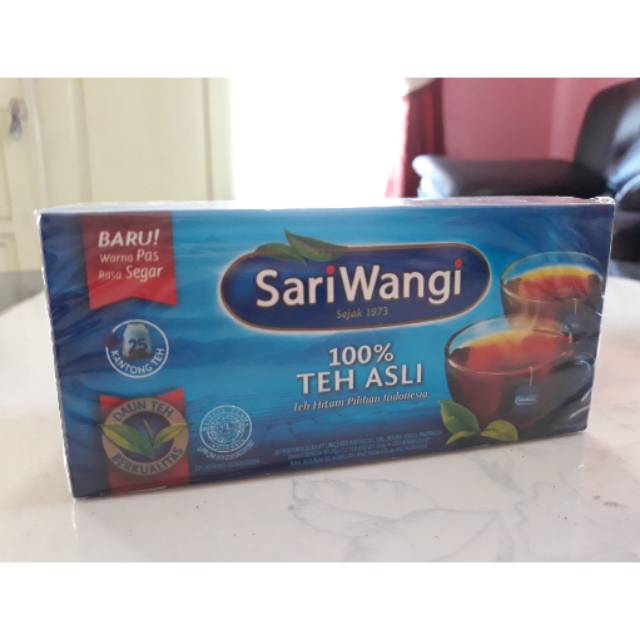 BARU!
Warna Pas
Rasa Segar
SariWangi
Sejak 1973
25
KANTONG TEH
100%
TEH ASLI
Teh Hitam Pilihan Indonesia
DAUN TEH
BERKUALITAS